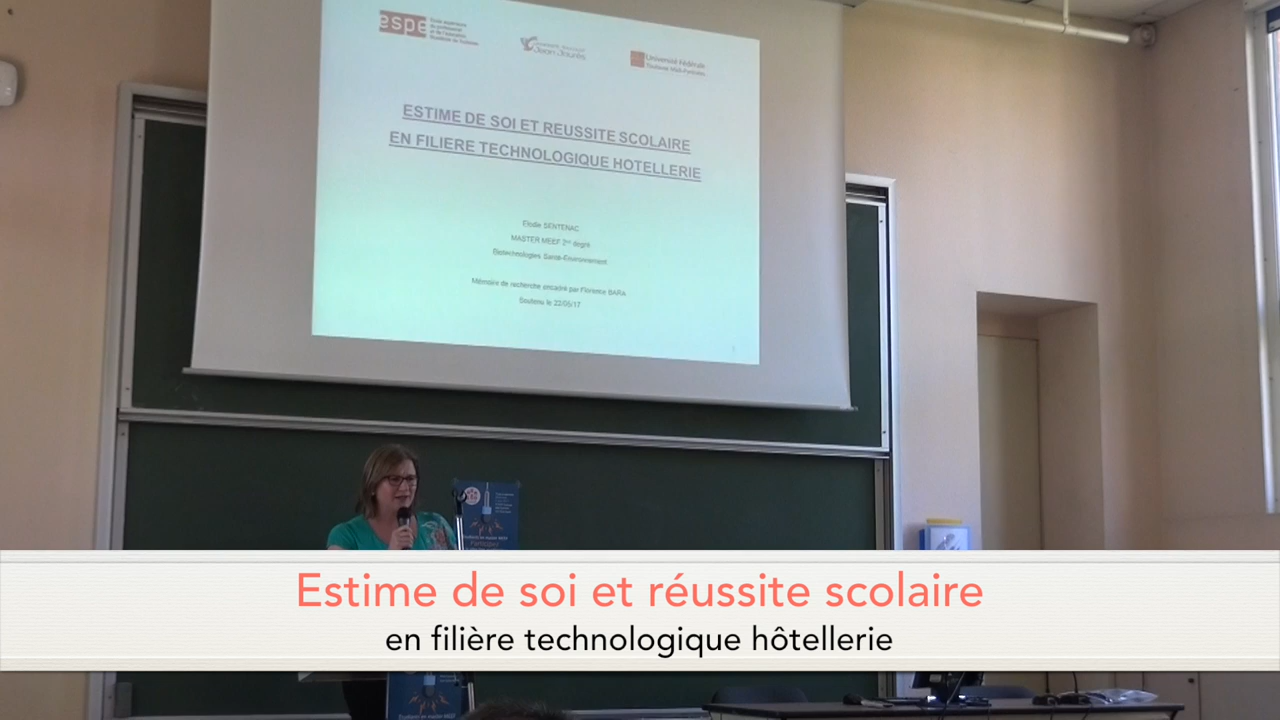 espe
Université Fédérale
Toulouse Midi-Pyrénées
Jean Jaurès
ESTIME DE SOI ET REUSSITE SCOLAIRE
EN FILIERE TECHNOLOGIQUE HOTELLERIE
Elodie SENTENAC
MASTER MEEF 2nd degré
Biotechnologies Santé-Environnement
Mémoire de recherche encadré par Florence BARA
Soutenu le 22/05/17
Estime de soi et réussite scolaire
en filière technologique hôtellerie